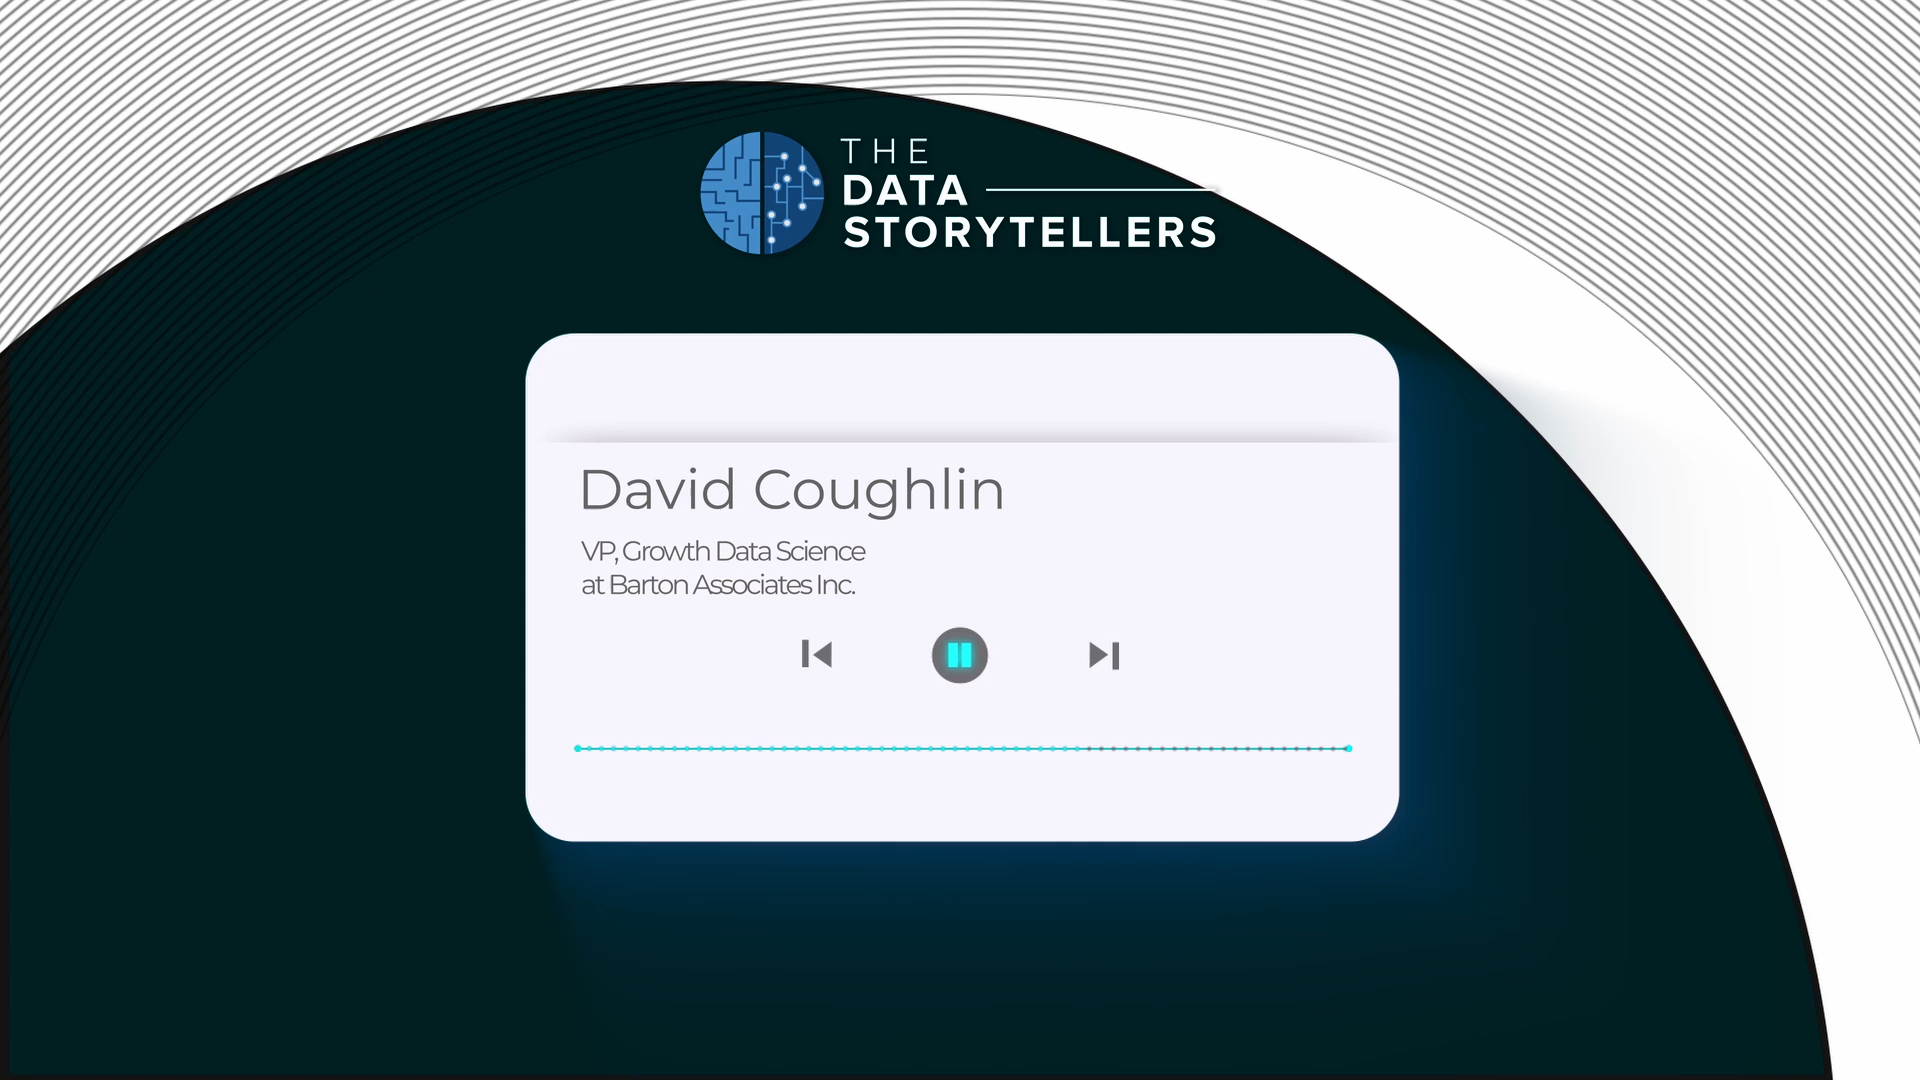 THE
DATA
STORYTELLERS
David Coughlin
VP, Growth Data Science
at Barton Associates Inc.